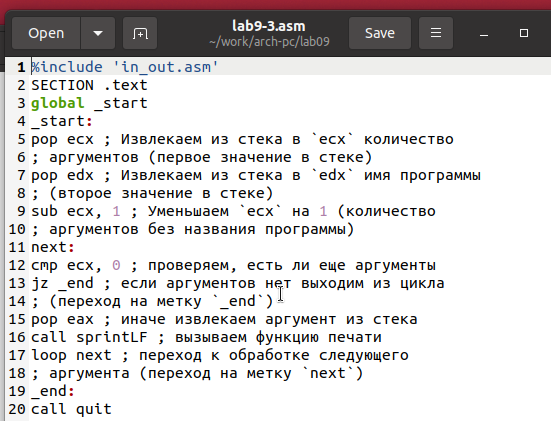 Open
lab9-3.asm
~/work/arch-pc/lab09
Save
1 %include 'in_out.asm'
2 SECTION .text
3 global _start
4 _start:
5 pop ecx ; Извлекаем из стека в `ecx` количество
6 ; аргументов (первое значение в стеке)
7 pop edx ; Извлекаем из стека в `edx` имя программы
8 ; (второе значение в стеке)
9 sub ecx, 1 ; Уменьшаем `ecx` на 1 (количество
10 ; аргументов без названия программы)
11 next:
12 cmp ecx, 0 ; проверяем, есть ли еще аргументы
13 jz _end ; если аргументов нет выходим из цикла
14 ; (переход на метку `_end`)
15 pop eax ; иначе извлекаем аргумент из стека
16 call sprintLF ; вызываем функцию печати
17 loop next ; переход к обработке следующего
18 ; аргумента (переход на метку `next`)
19 _end:
20 call quit